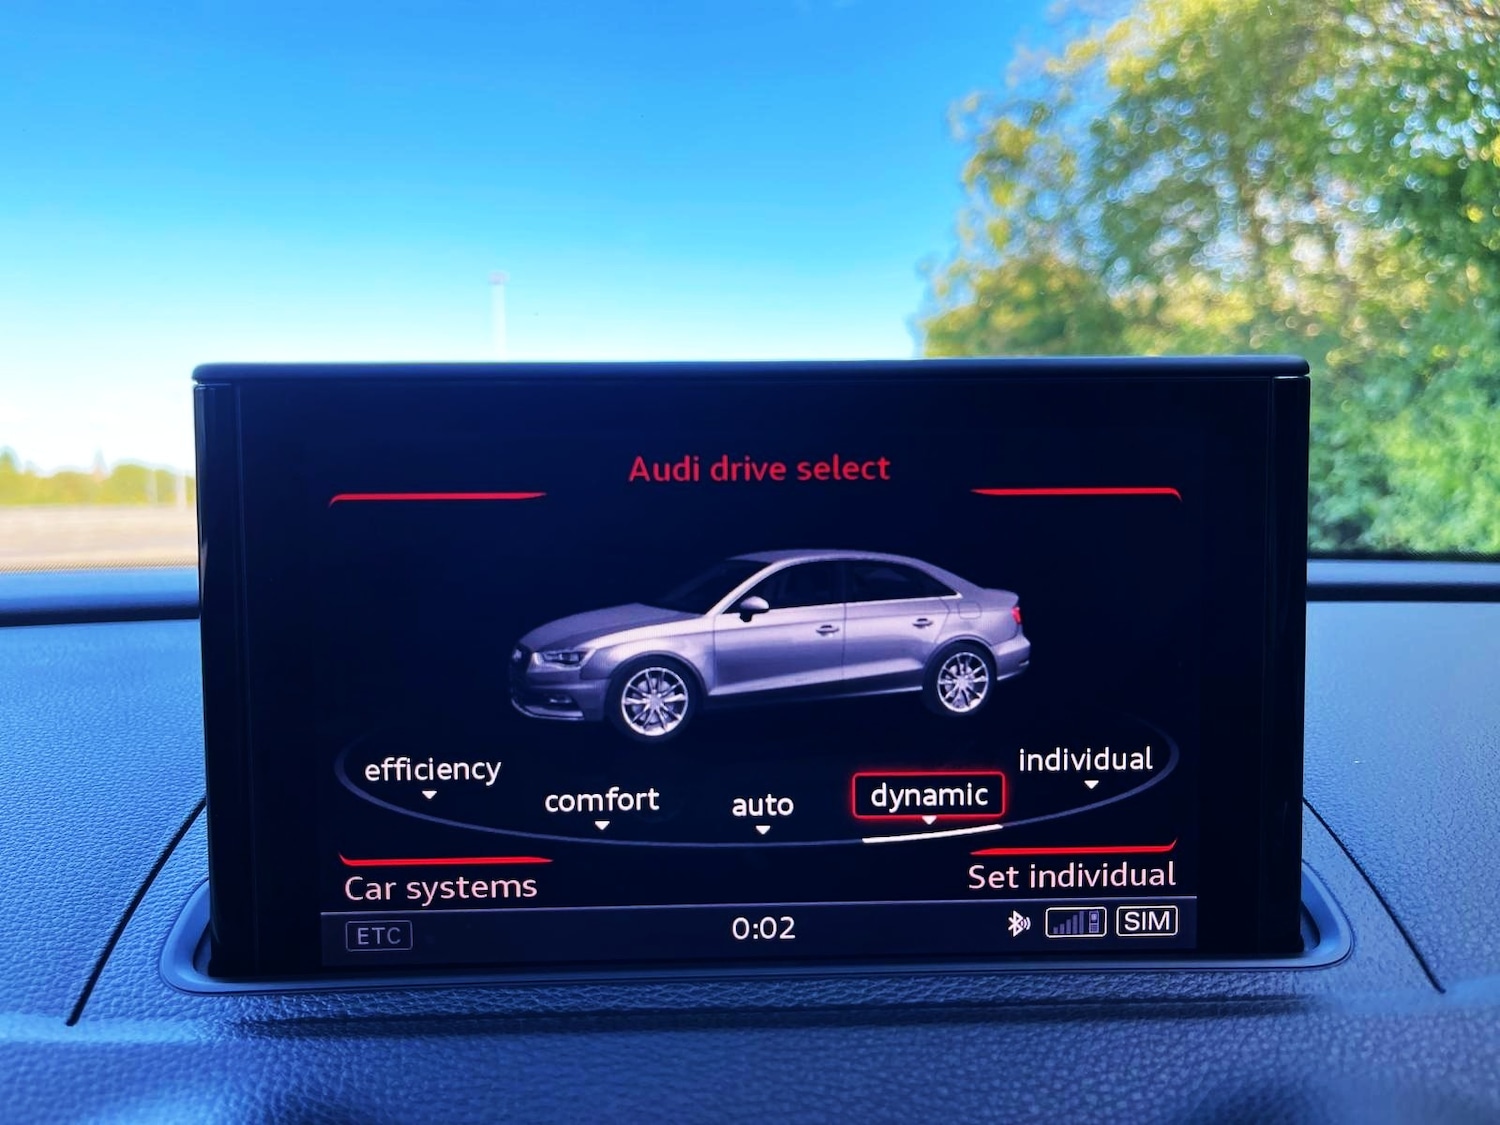 Audi drive select
efficiency
comfort
auto
dynamic
individual
Car systems
Set individual
ETC
0:02
SIM